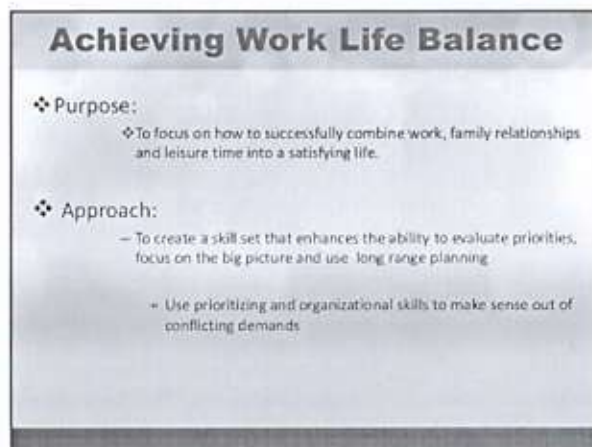 Achieving Work Life Balance
❖ Purpose:
❖To focus on how to successfully combine work, family relationships
and leisure time into a satisfying life.
❖ Approach:
– To create a skill set that enhances the ability to evaluate priorities,
focus on the big picture and use long range planning
– Use prioritizing and organizational skills to make sense out of
conflicting demands